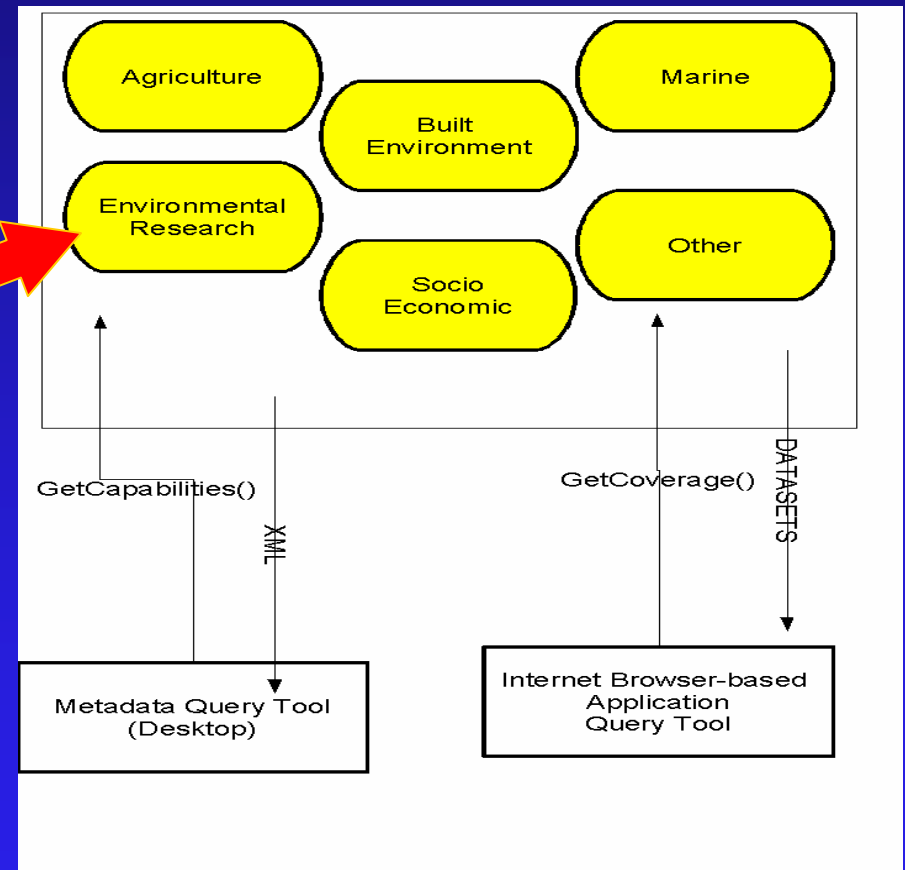 Agriculture
Marine
Built
Environment
Environmental
Research
Other
Socio
Economic
GetCapabilities()
XML
GetCoverage()
DATASETS
Metadata Query Tool
(Desktop)
Internet Browser-based
Application
Query Tool